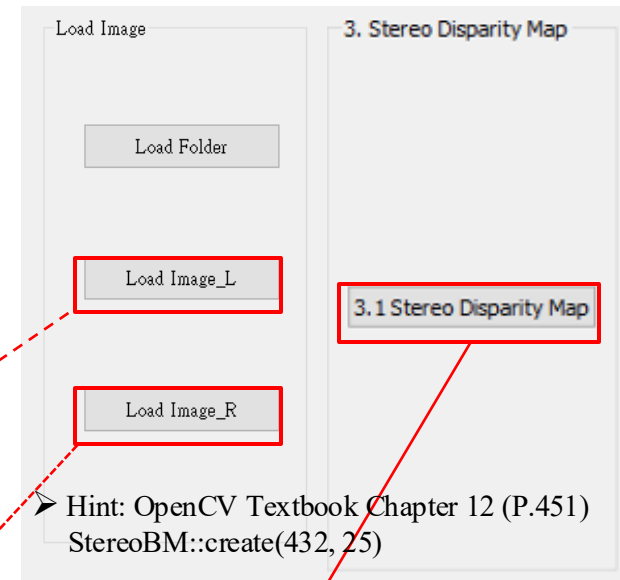 Load Image
Load Folder
Load Image_L
Load Image_R
3. Stereo Disparity Map
3.1 Stereo Disparity Map
➢ Hint: OpenCV Textbook Chapter 12 (P.451)
StereoBM::create(432, 25)